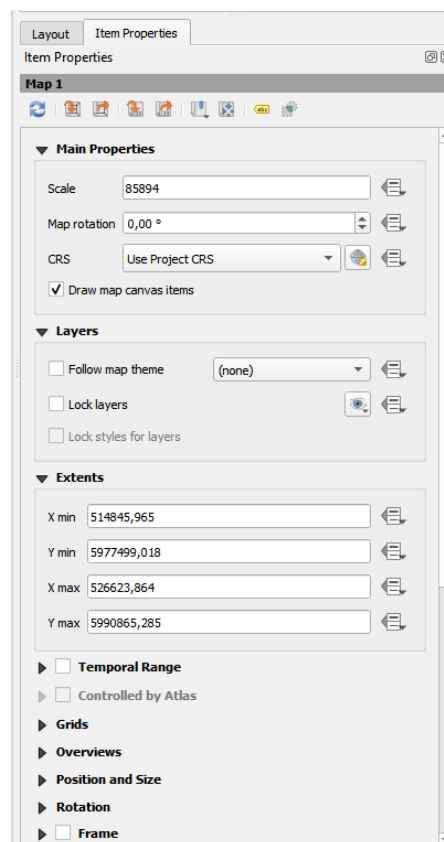 Layout Item Properties
Item Properties
Map 1
abc
Main Properties
Scale 85894
Map rotation 0,00 °
CRS Use Project CRS
Draw map canvas items
Layers
Follow map theme (none)
Lock layers
Lock styles for layers
Extents
X min 514845,965
Y min 5977499,018
X max 526623,864
Y max 5990865,285
Temporal Range
Controlled by Atlas
Grids
Overviews
Position and Size
Rotation
Frame